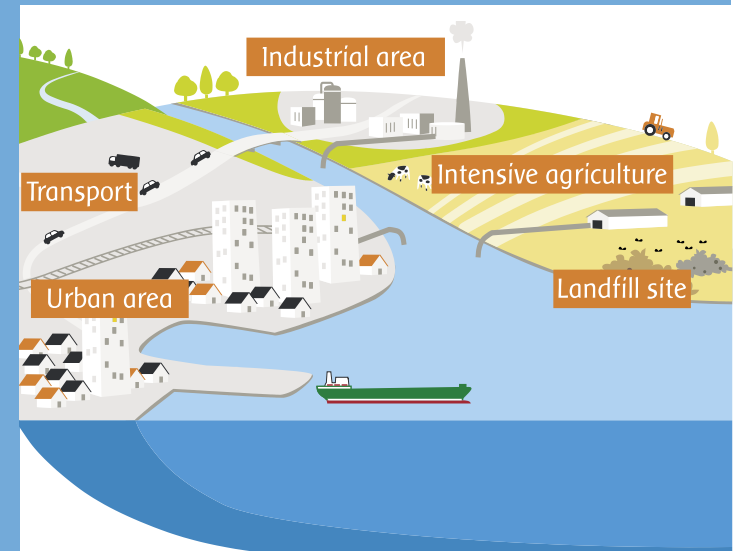 Industrial area
Intensive agriculture
Transport
Landfill site
Urban area